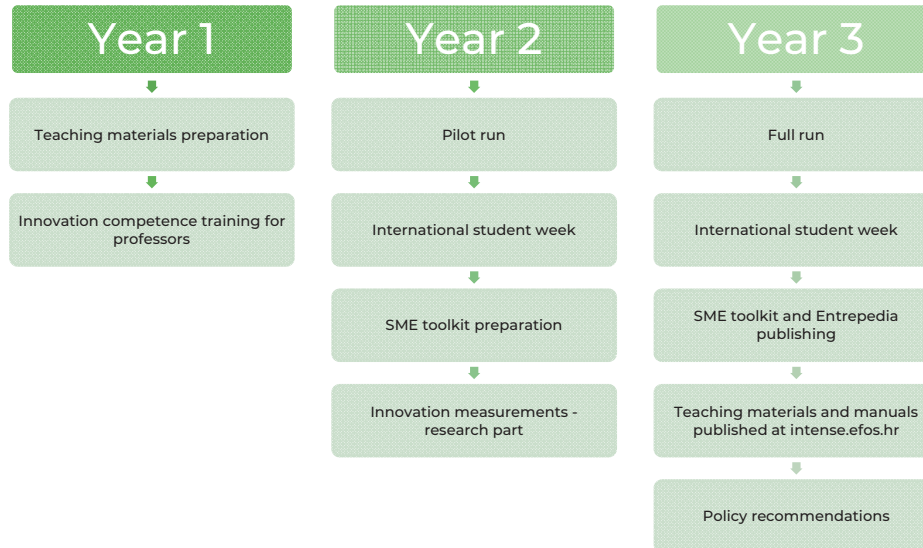 Year 1
Teaching materials preparation
Innovation competence training for
professors
Year 2
Pilot run
International student week
SME toolkit preparation
Innovation measurements -
research part
Year 3
Full run
International student week
SME toolkit and Entrepedia
publishing
Teaching materials and manuals
published at intense.efos.hr
Policy recommendations